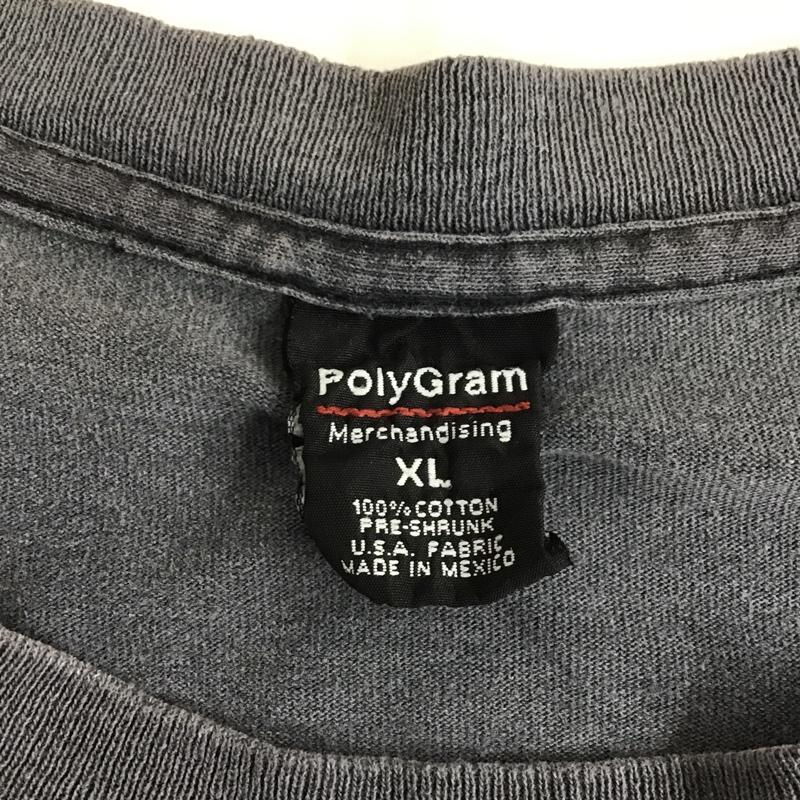 PolyGram
Merchandising
XL
100% COTTON
PRE-SHRUNK
U.S.A. FABRIC
MADE IN MEXICO